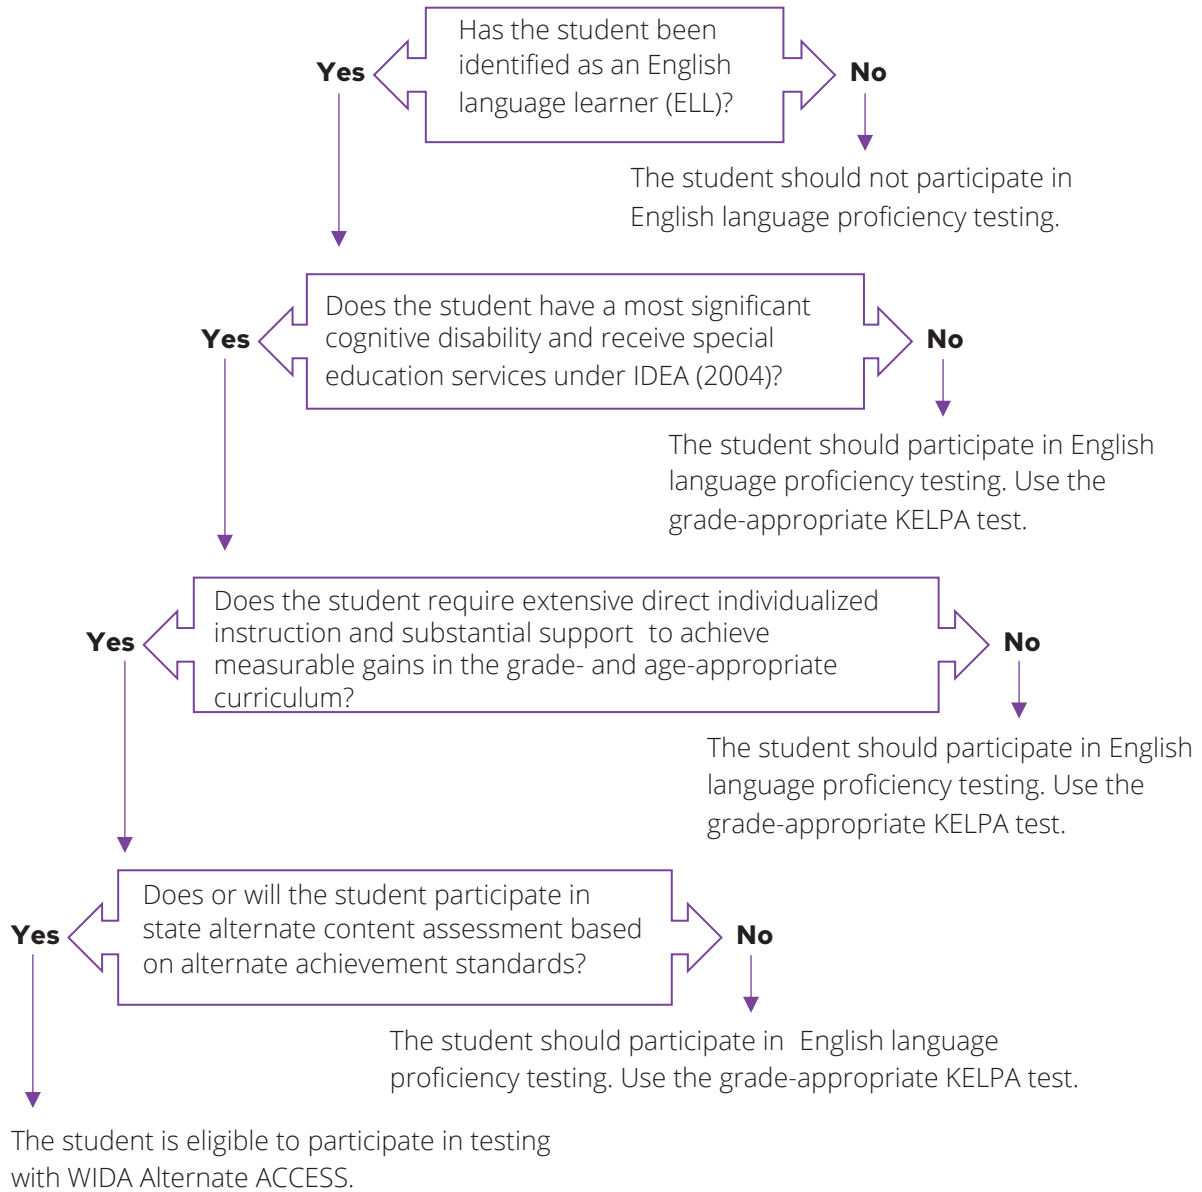 Has the student been
identified as an English
language learner (ELL)?
Yes
No
The student should not participate in
English language proficiency testing.
Does the student have a most significant
cognitive disability and receive special
education services under IDEA (2004)?
Yes
No
The student should participate in English
language proficiency testing. Use the
grade-appropriate KELPA test.
Does the student require extensive direct individualized
instruction and substantial support to achieve
measurable gains in the grade- and age-appropriate
curriculum?
Yes
No
The student should participate in English
language proficiency testing. Use the
grade-appropriate KELPA test.
Does or will the student participate in
state alternate content assessment based
on alternate achievement standards?
Yes
No
The student should participate in English language
proficiency testing. Use the grade-appropriate KELPA test.
The student is eligible to participate in testing
with WIDA Alternate ACCESS.